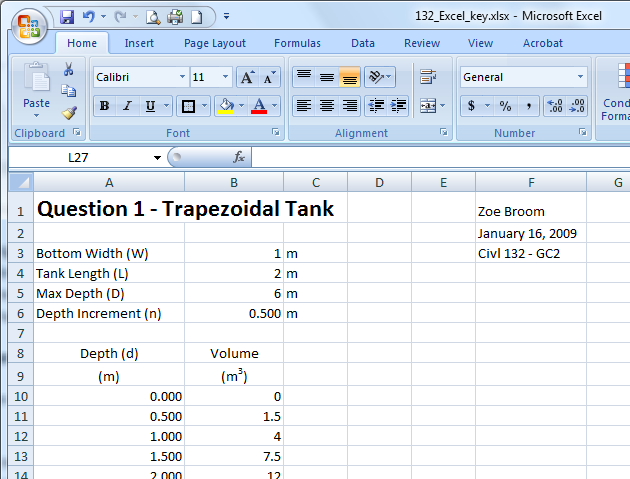 132_Excel_key.xlsx - Microsoft Excel
Home Insert Page Layout Formulas Data Review View Acrobat
Calibri 11 A A General
Paste B I U A $ % , .00 .00 Cond
Forma
Clipboard Font Alignment Number
L27 fx
A B C D E F G
1 Question 1 - Trapezoidal Tank Zoe Broom
2 January 16, 2009
3 Bottom Width (W) 1 m Civl 132 - GC2
4 Tank Length (L) 2 m
5 Max Depth (D) 6 m
6 Depth Increment (n) 0.500 m
7
8 Depth (d) Volume
9 (m) (m³)
10 0.000 0
11 0.500 1.5
12 1.000 4
13 1.500 7.5
14 2.000 12